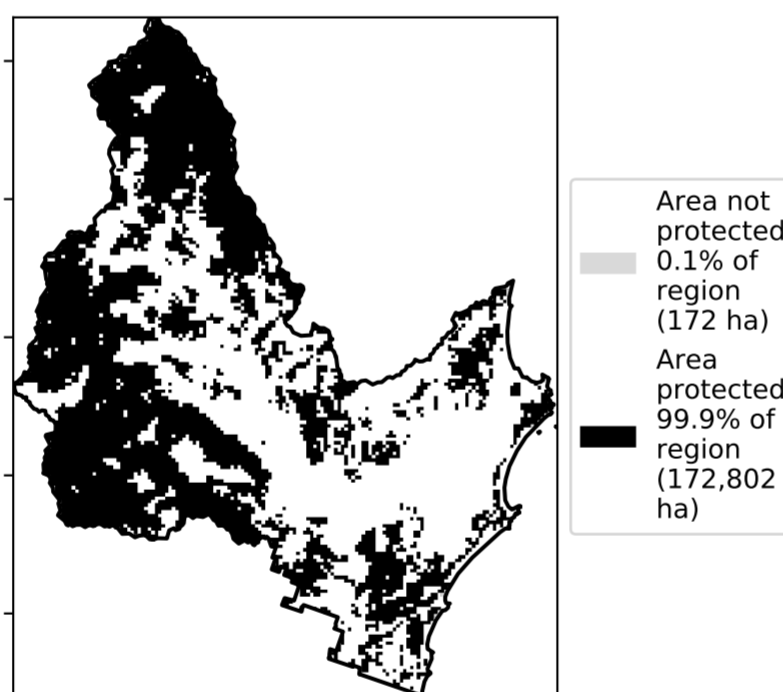 Area not
protected
0.1% of
region
(172 ha)
Area
protected
99.9% of
region
(172,802
ha)